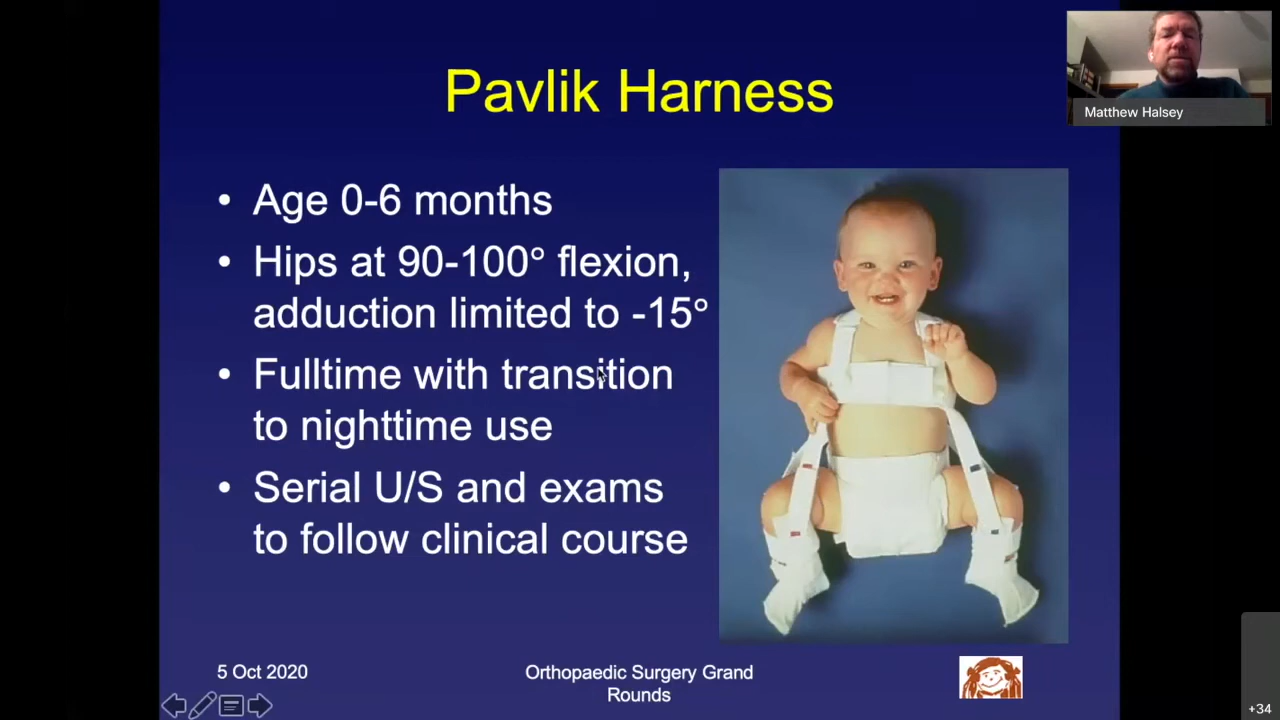 Pavlik Harness
Matthew Halsey
• Age 0-6 months
• Hips at 90-100° flexion,
adduction limited to -15°
• Fulltime with transition
to nighttime use
• Serial U/S and exams
to follow clinical course
5 Oct 2020
Orthopaedic Surgery Grand
Rounds
+34